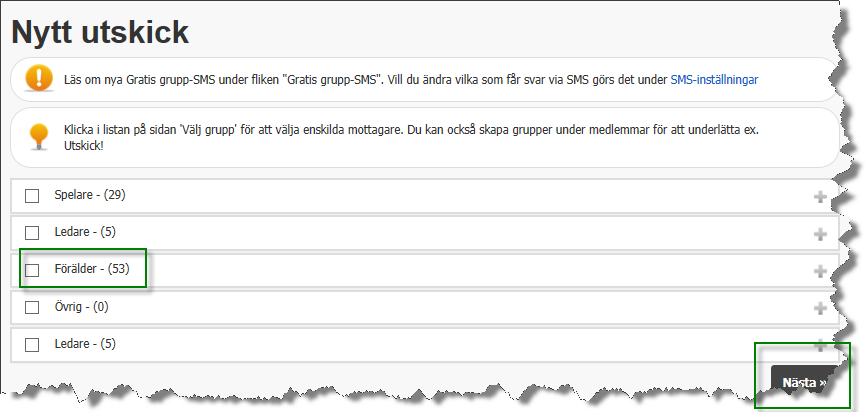 Nytt utskick
Läs om nya Gratis grupp-SMS under fliken "Gratis grupp-SMS". Vill du ändra vilka som får svar via SMS görs det under SMS-inställningar
Klicka i listan på sidan 'Välj grupp' för att välja enskilda mottagare. Du kan också skapa grupper under medlemmar för att underlätta ex.
Utskick!
Spelare - (29)
Ledare - (5)
Förälder - (53)
Övrig - (0)
Ledare - (5)
Nästa »